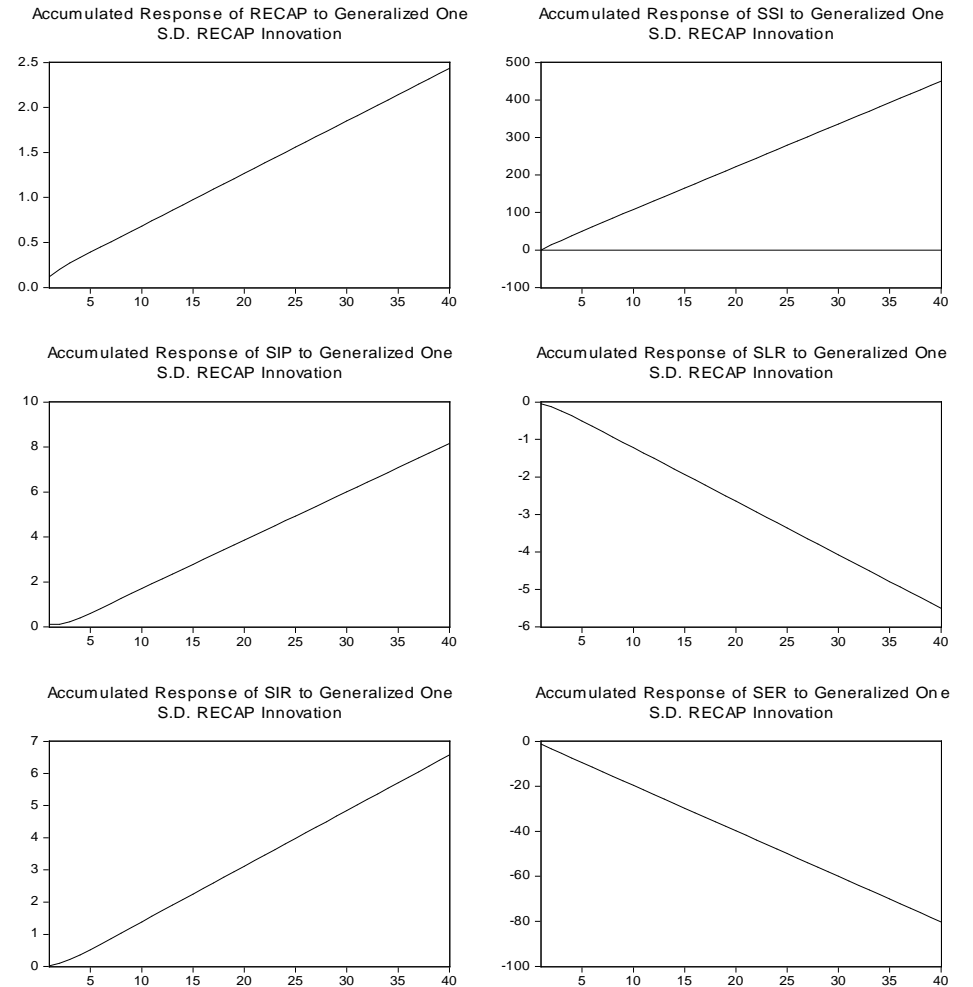 Accumulated Response of RECAP to Generalized One
S.D. RECAP Innovation
2.5
2.0
1.5
1.0
0.5
0.0
5 10 15 20 25 30 35 40
Accumulated Response of SSI to Generalized One
S.D. RECAP Innovation
500
400
300
200
100
0
-100
5 10 15 20 25 30 35 40
Accumulated Response of SIP to Generalized One
S.D. RECAP Innovation
10
8
6
4
2
0
5 10 15 20 25 30 35 40
Accumulated Response of SLR to Generalized One
S.D. RECAP Innovation
0
-1
-2
-3
-4
-5
-6
5 10 15 20 25 30 35 40
Accumulated Response of SIR to Generalized One
S.D. RECAP Innovation
7
6
5
4
3
2
1
0
5 10 15 20 25 30 35 40
Accumulated Response of SER to Generalized One
S.D. RECAP Innovation
0
-20
-40
-60
-80
-100
5 10 15 20 25 30 35 40